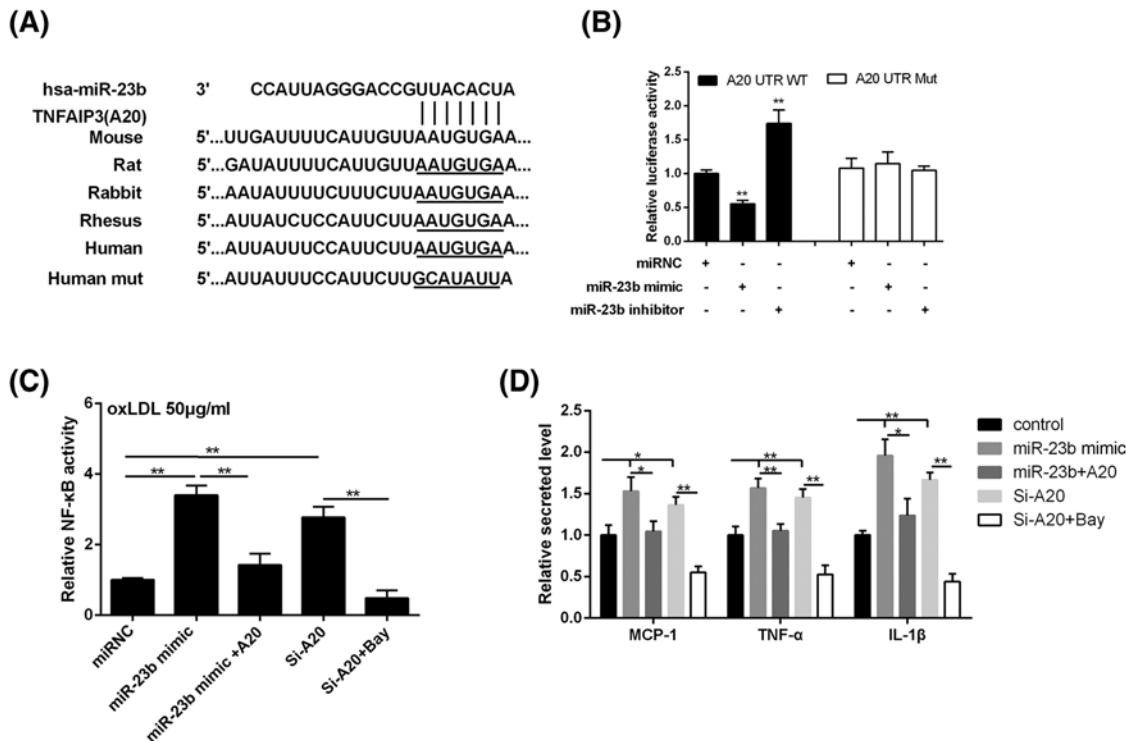 (A)
hsa-miR-23b 3' CCAUUAGGGACCGUUACACUA
TNFAIP3(A20)
Mouse 5'...UUGAUUUUCAUUGUUAAUGUGAA...
Rat 5'...GAUAUUUUCAUUGUUAAUGUGAA...
Rabbit 5'...AAUAUUUUCUUUCUUAAUGUGAA...
Rhesus 5'...AUUAUCUCCAUUCUUAAUGUGAA...
Human 5'...AUUAUUUCCAUUCUUAAUGUGAA...
Human mut 5'...AUUAUUUCCAUUCUUGCAUAUUA
(B)
A20 UTR WT A20 UTR Mut
Relative luciferase activity
2.5
2.0
1.5
1.0
0.5
0.0
** **
miRNC + - - + - -
miR-23b mimic - + - - + -
miR-23b inhibitor - - + - - +
(C)
oxLDL 50μg/ml
Relative NF-κB activity
6
4
2
0
**
** ** **
miRNC
miR-23b mimic
miR-23b mimic +A20
Si-A20
Si-A20+Bay
(D)
Relative secreted level
2.5
2.0
1.5
1.0
0.5
0.0
* * **
** ** **
** * **
MCP-1 TNF-α IL-1β
control
miR-23b mimic
miR-23b+A20
Si-A20
Si-A20+Bay